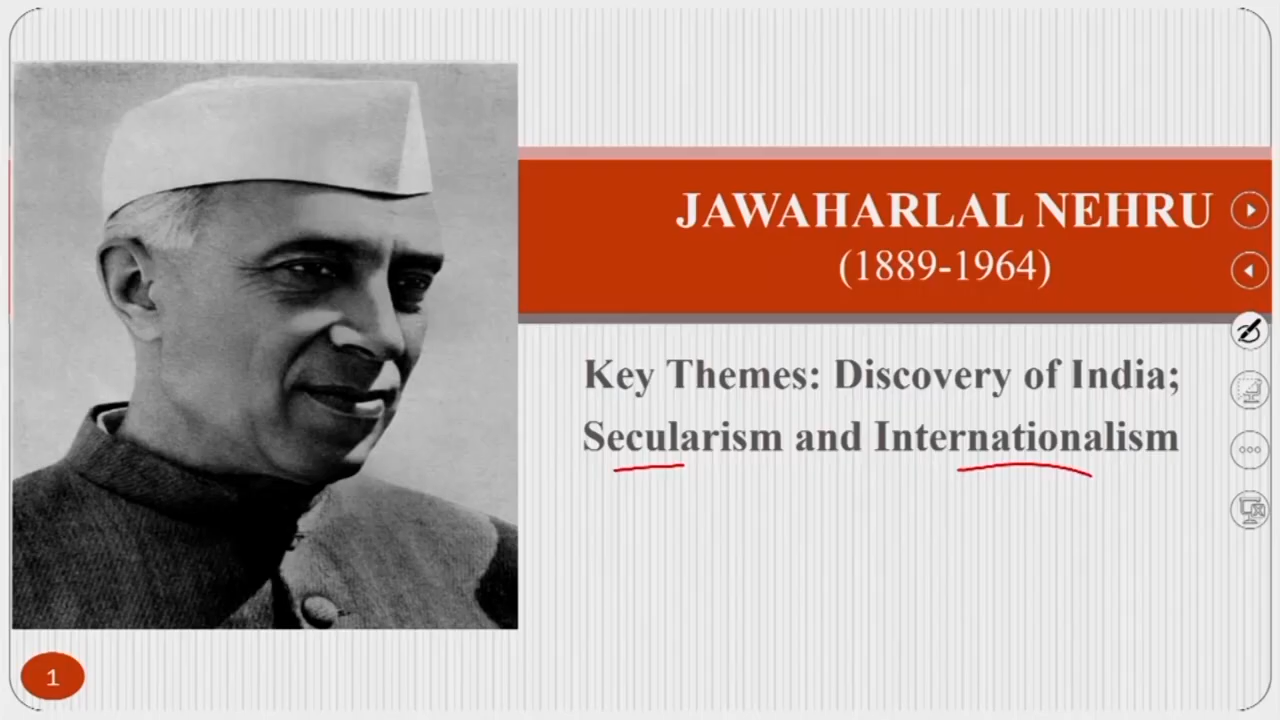 JAWAHARLAL NEHRU
(1889-1964)
Key Themes: Discovery of India;
Secularism and Internationalism
1